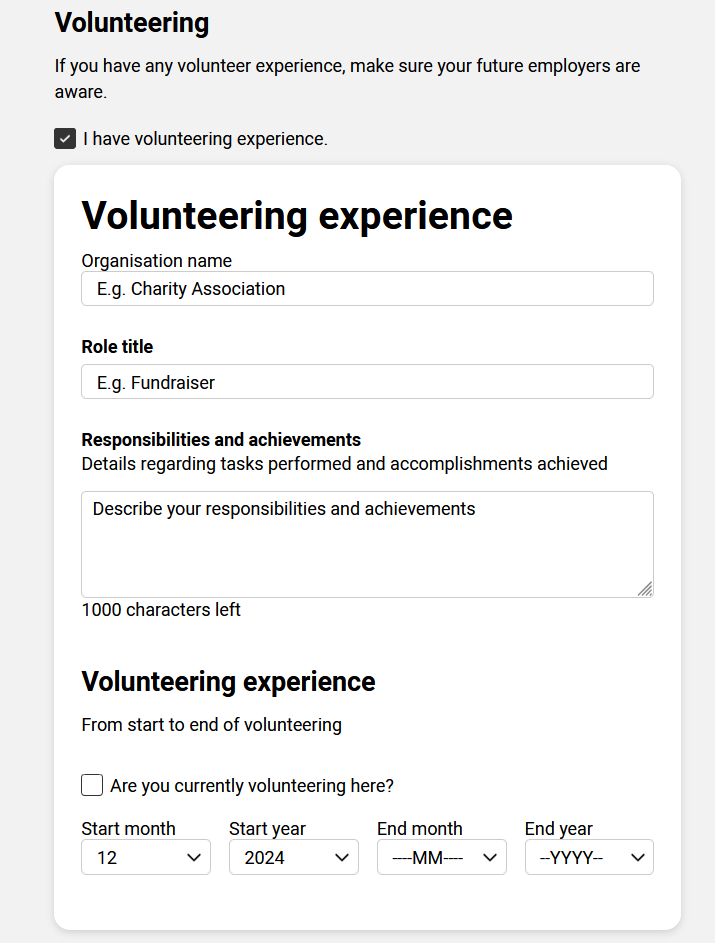 Volunteering
If you have any volunteer experience, make sure your future employers are
aware.
I have volunteering experience.
Volunteering experience
Organisation name
E.g. Charity Association
Role title
E.g. Fundraiser
Responsibilities and achievements
Details regarding tasks performed and accomplishments achieved
Describe your responsibilities and achievements
1000 characters left
Volunteering experience
From start to end of volunteering
Are you currently volunteering here?
Start month Start year End month End year
12 2024 ----MM---- --YYYY--